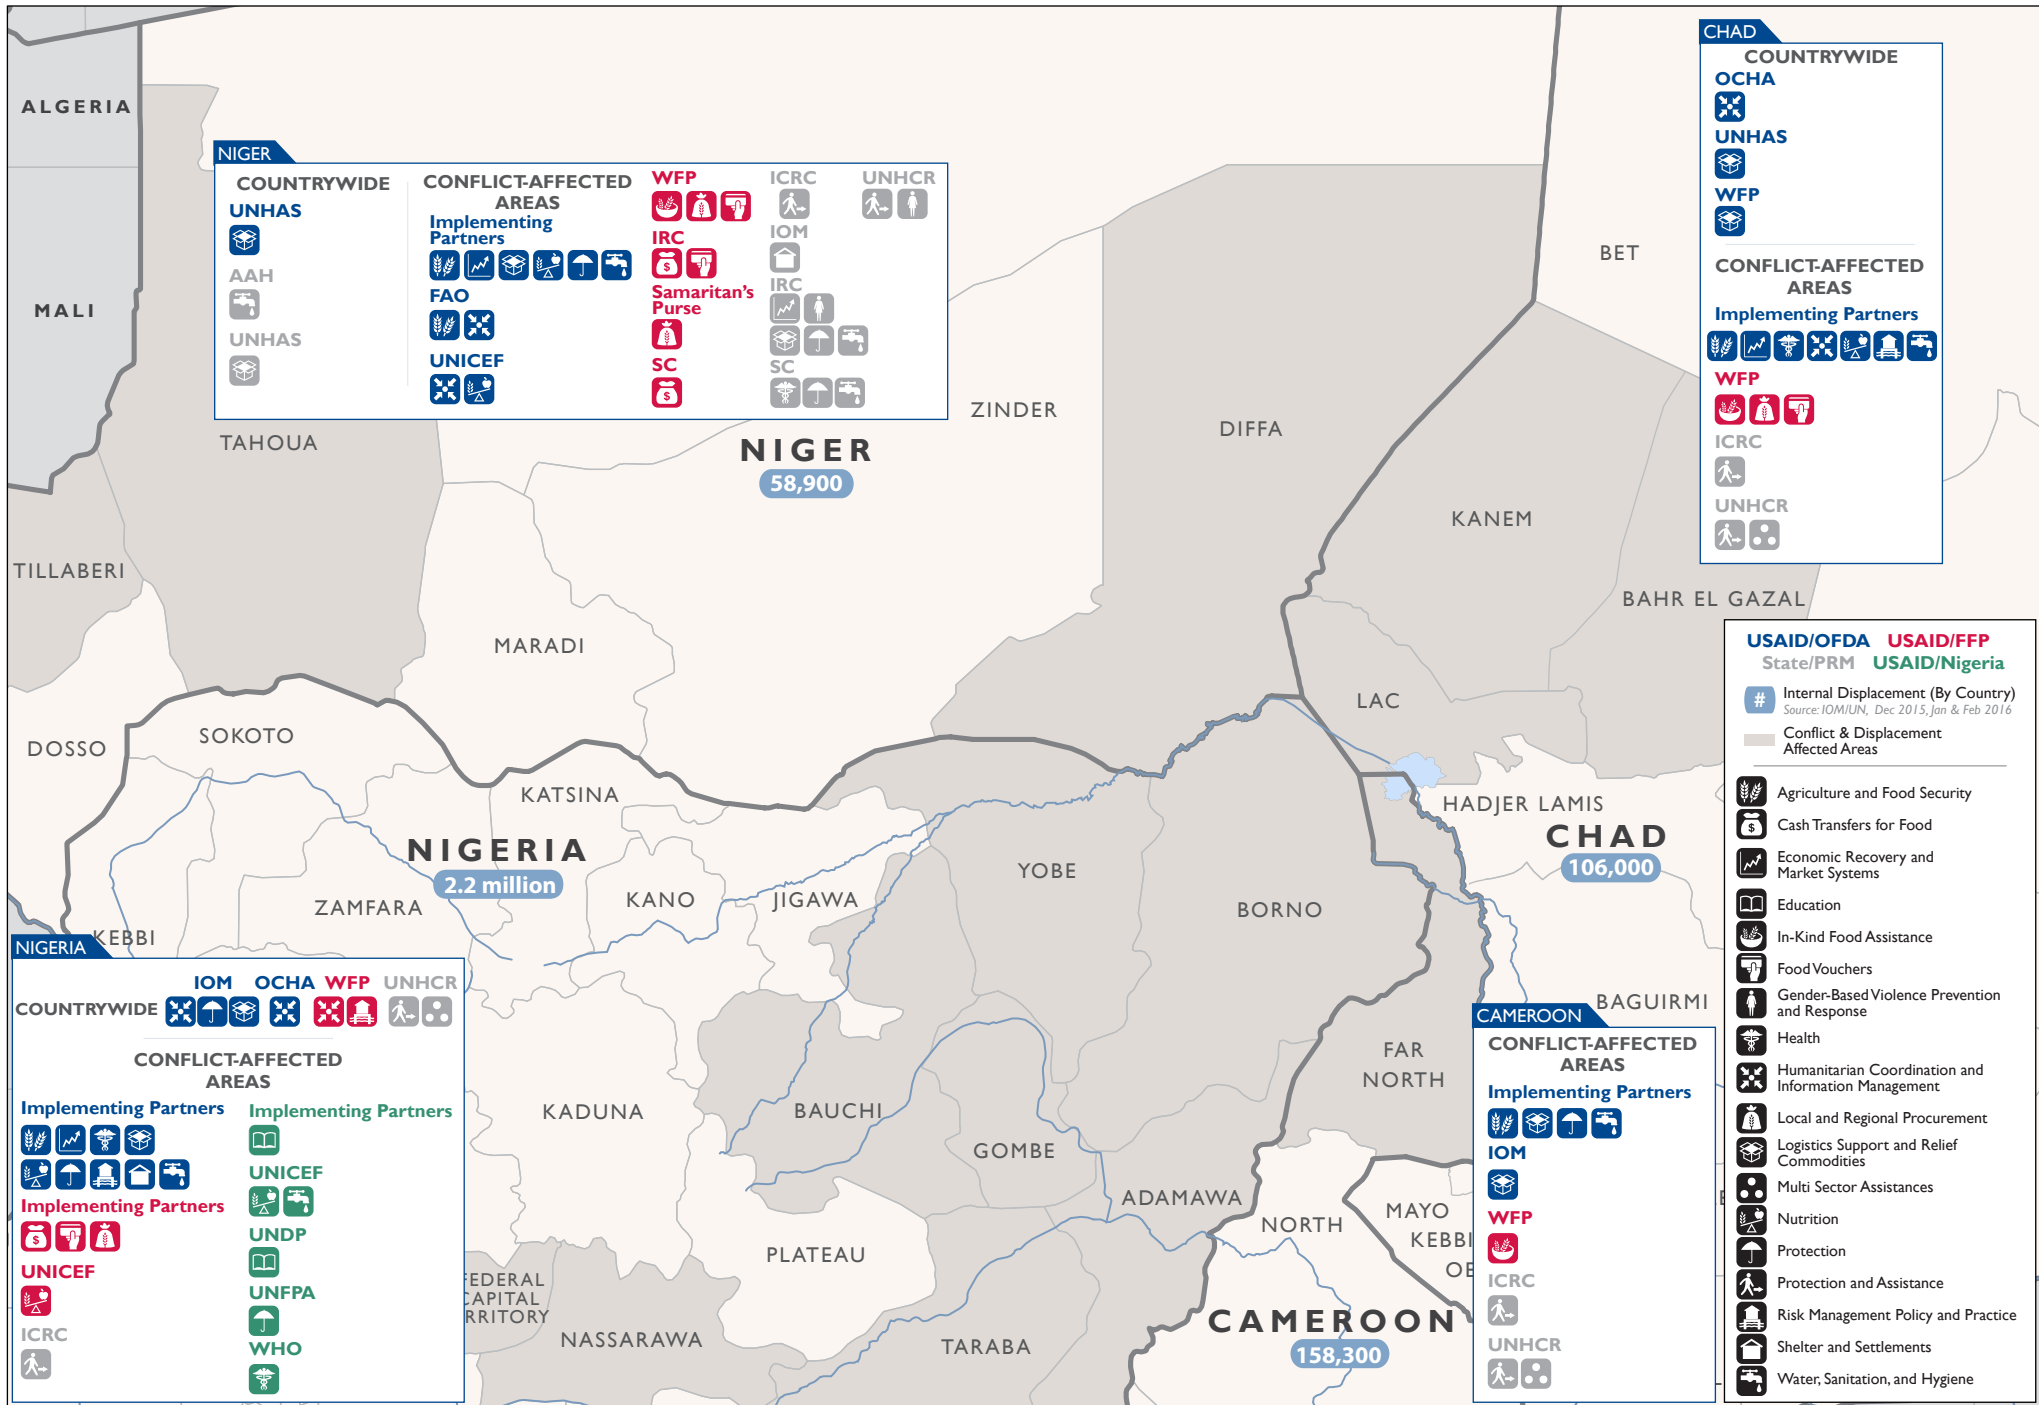 ALGERIA
MALI
NIGER
COUNTRYWIDE
UNHAS
AAH
UNHAS
CONFLICT-AFFECTED
AREAS
Implementing
Partners
FAO
UNICEF
WFP
IRC
Samaritan's
Purse
SC
$
$
ICRC
IOM
IRC
SC
UNHCR
CHAD
COUNTRYWIDE
OCHA
UNHAS
WFP
CONFLICT-AFFECTED
AREAS
Implementing Partners
WFP
ICRC
UNHCR
BET
ZINDER
DIFFA
TAHOUA
NIGER
58,900
KANEM
TILLABERI
BAHR EL GAZAL
MARADI
LAC
DOSSO
SOKOTO
KATSINA
HADJER LAMIS
NIGERIA
2.2 million
CHAD
106,000
YOBE
KANO
JIGAWA
ZAMFARA
BORNO
KEBBI
BAGUIRMI
FAR
NORTH
KADUNA
BAUCHI
GOMBE
ADAMAWA
NORTH
MAYO
KEBBI
OE
PLATEAU
FEDERAL
CAPITAL
RRITORY
NASSARAWA
TARABA
CAMEROON
158,300
NIGERIA
COUNTRYWIDE
IOM
OCHA
WFP
UNHCR
CONFLICT-AFFECTED
AREAS
Implementing Partners
Implementing Partners
$
UNICEF
ICRC
Implementing Partners
UNICEF
UNDP
UNFPA
WHO
CAMEROON
CONFLICT-AFFECTED
AREAS
Implementing Partners
IOM
WFP
ICRC
UNHCR
USAID/OFDA USAID/FFP
State/PRM USAID/Nigeria
# Internal Displacement (By Country)
Source: IOM/UN, Dec 2015, Jan & Feb 2016
Conflict & Displacement
Affected Areas
Agriculture and Food Security
$ Cash Transfers for Food
Economic Recovery and
Market Systems
Education
In-Kind Food Assistance
Food Vouchers
Gender-Based Violence Prevention
and Response
Health
Humanitarian Coordination and
Information Management
Local and Regional Procurement
Logistics Support and Relief
Commodities
Multi Sector Assistances
Nutrition
Protection
Protection and Assistance
Risk Management Policy and Practice
Shelter and Settlements
Water, Sanitation, and Hygiene